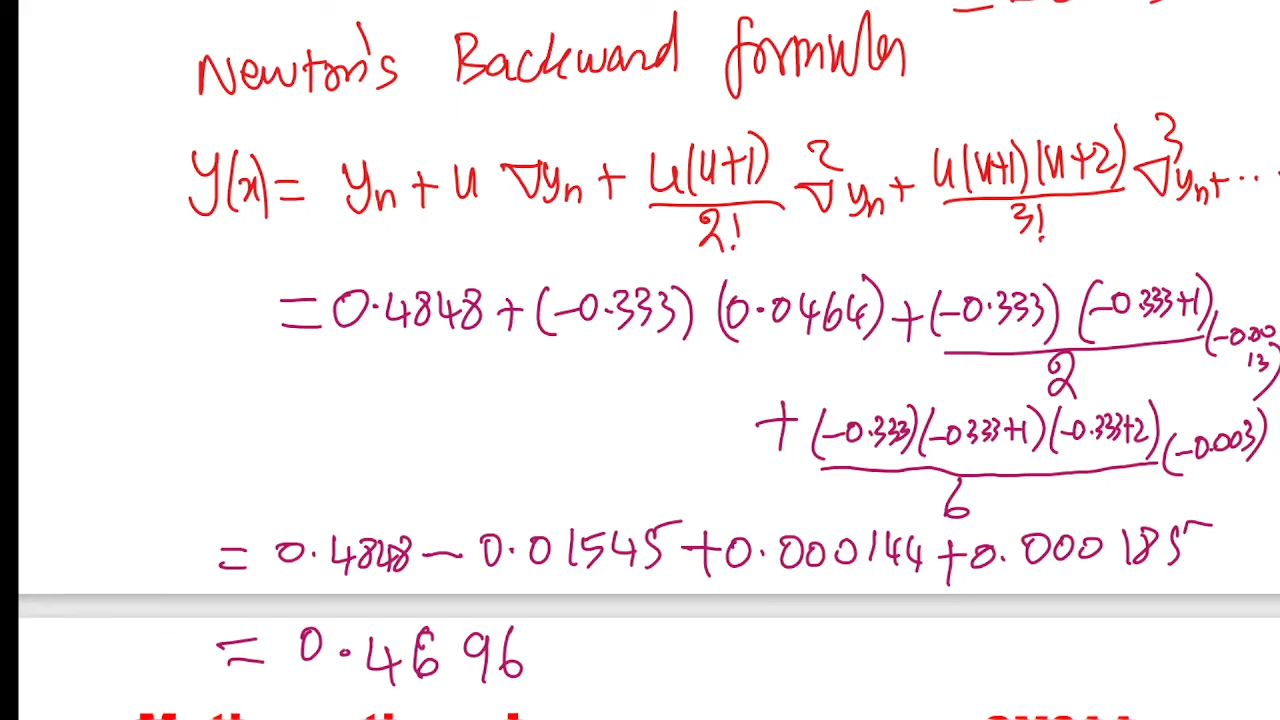 Newton's Backward formula
y(x) = yn + u ∇yn + u(u+1)/2! ∇²yn + u(u+1)(u+2)/3! ∇³yn + ...
= 0.4848 + (-0.333) (0.0464) + (-0.333) (-0.333+1)/2 (-0.0013)
+ (-0.333)(-0.333+1)(-0.333+2)/6 (-0.003)
= 0.4848 - 0.01545 + 0.000144 + 0.000185
= 0.4696